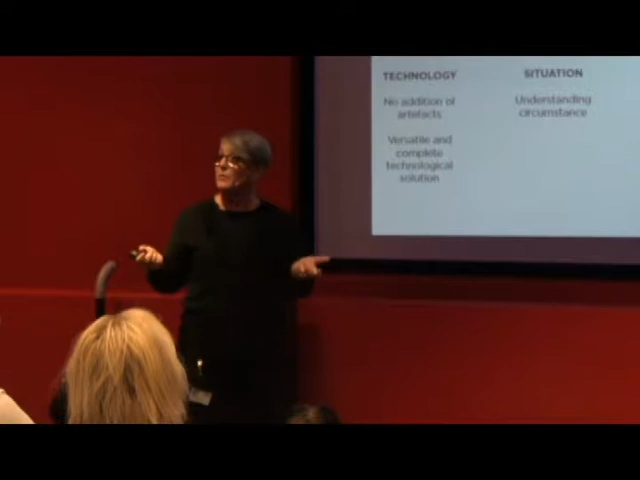 TECHNOLOGY
No addition of
artefacts
Versatile and
complete
technological
solution
SITUATION
Understanding
circumstance